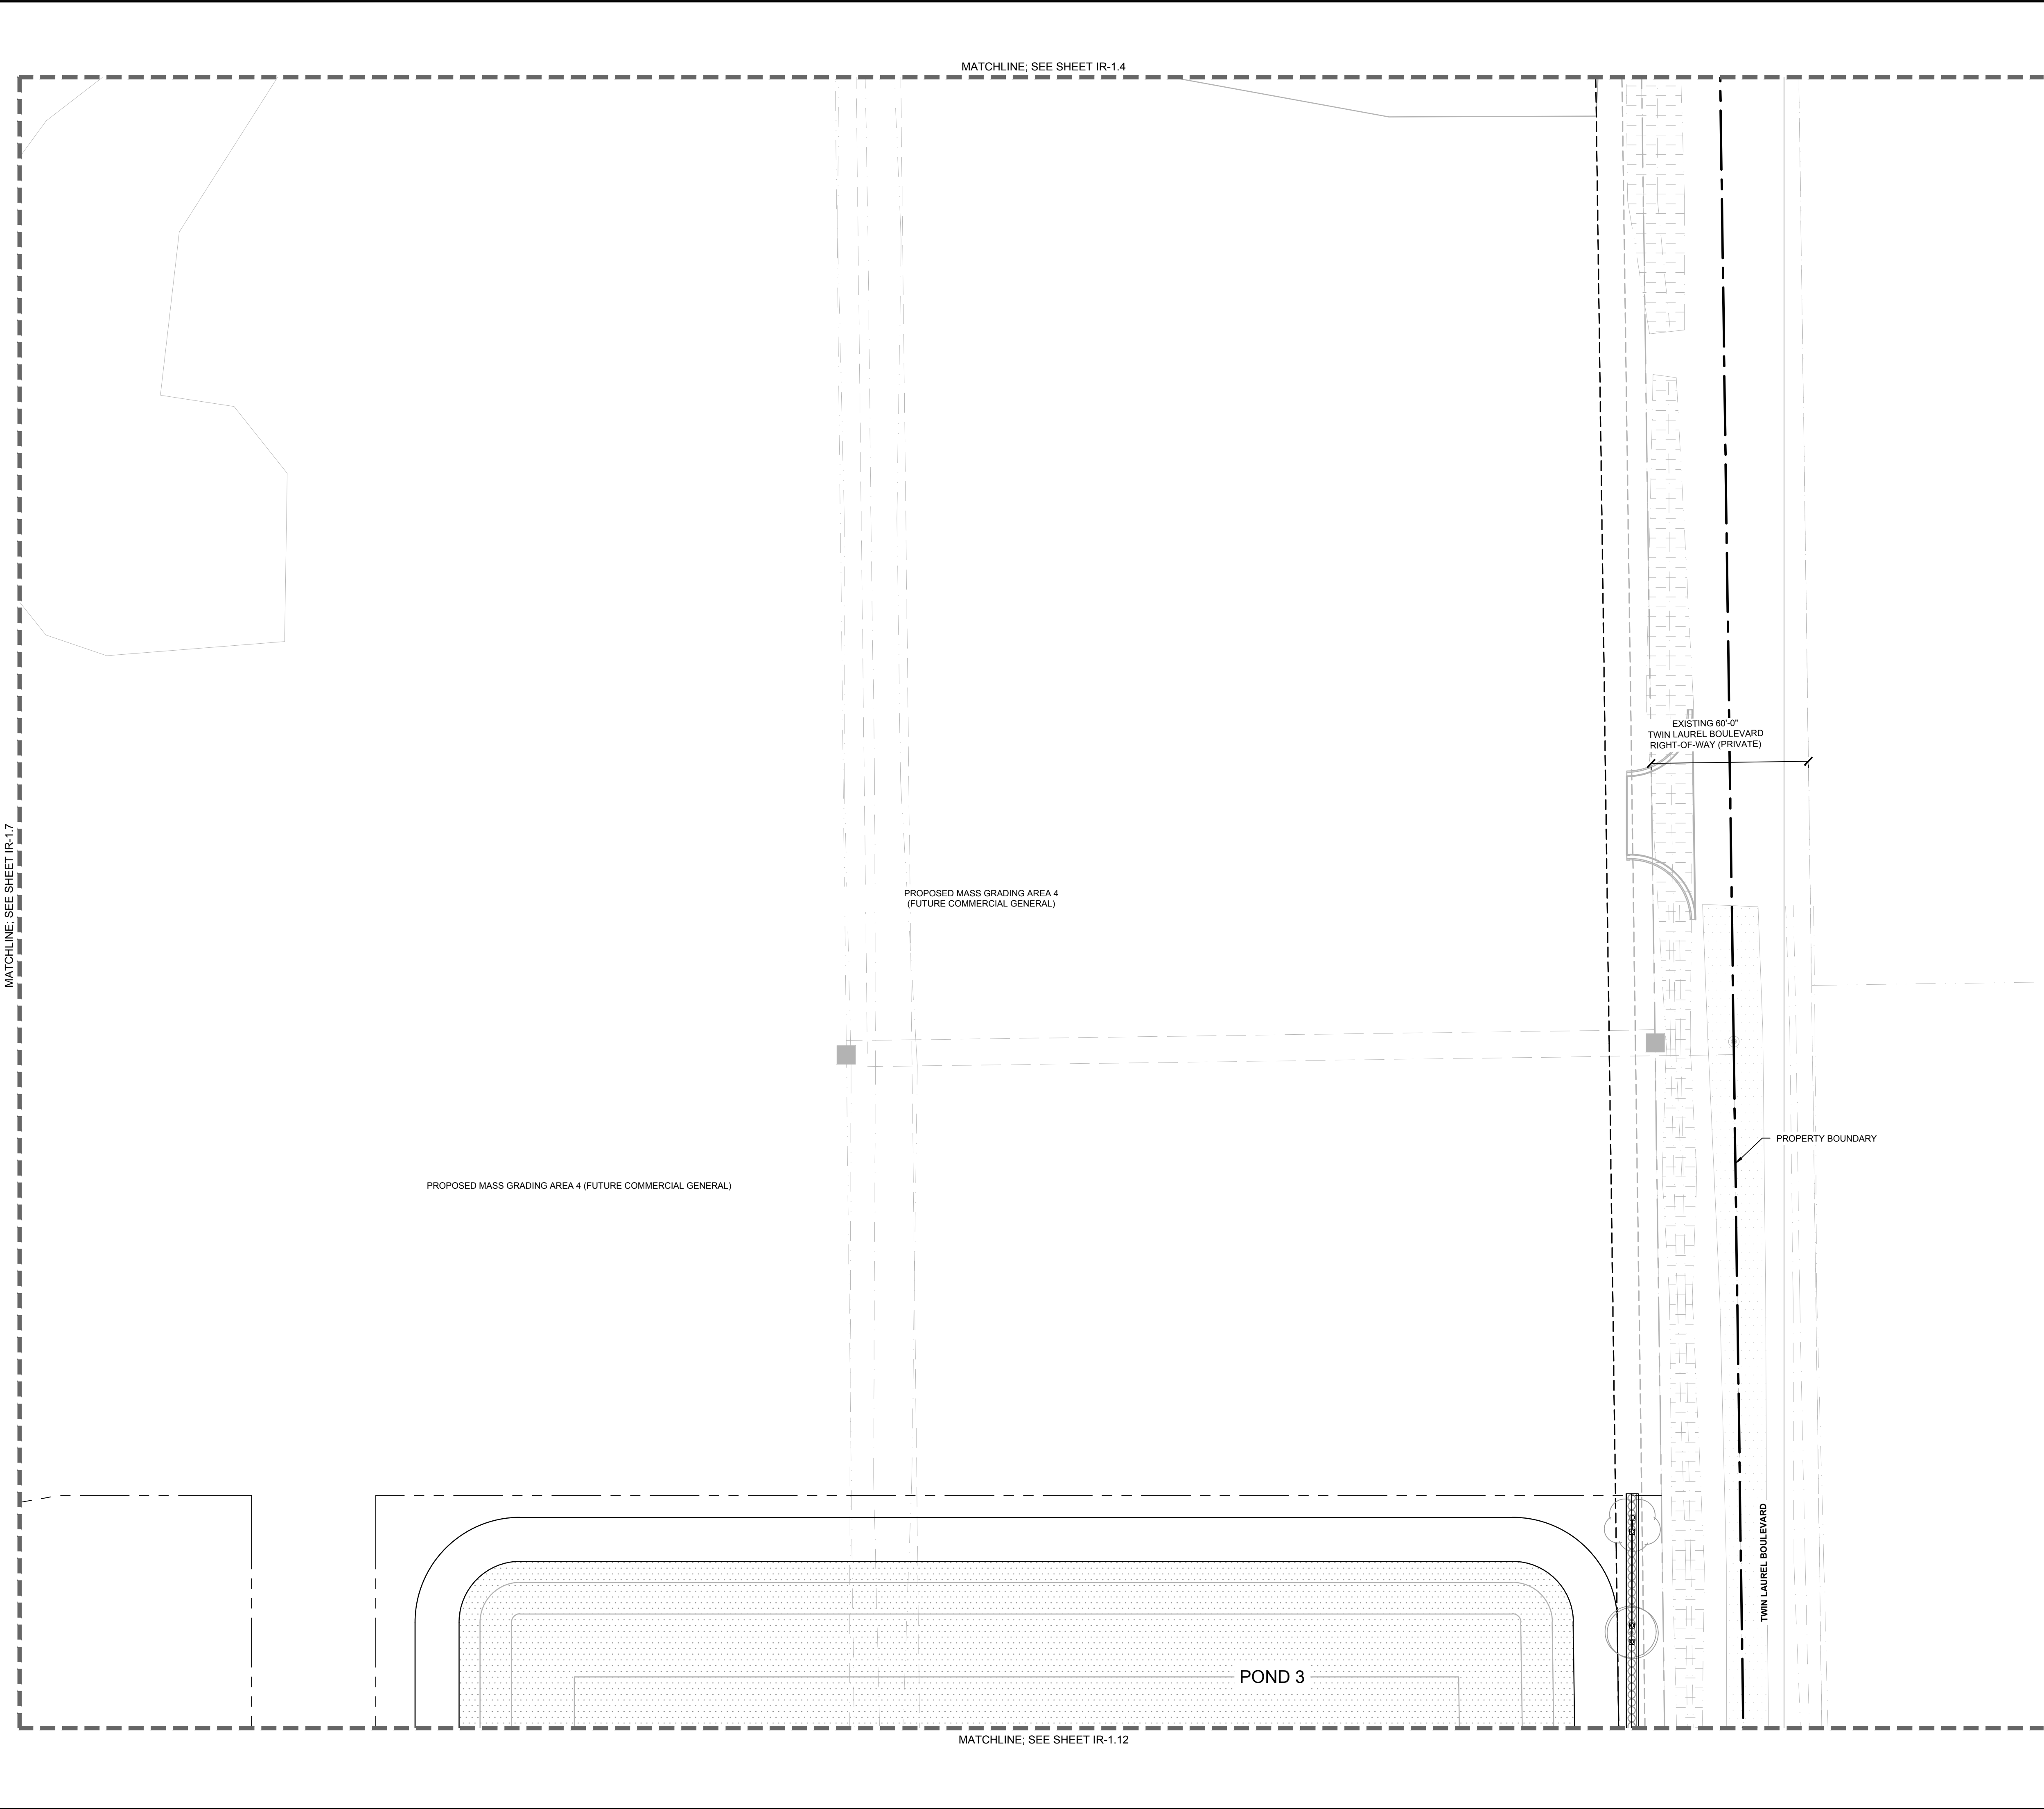 MATCHLINE; SEE SHEET IR-1.4
MATCHLINE; SEE SHEET IR-1.7
EXISTING 60'-0"
TWIN LAUREL BOULEVARD
RIGHT-OF-WAY (PRIVATE)
PROPOSED MASS GRADING AREA 4
(FUTURE COMMERCIAL GENERAL)
PROPERTY BOUNDARY
PROPOSED MASS GRADING AREA 4 (FUTURE COMMERCIAL GENERAL)
TWIN LAUREL BOULEVARD
POND 3
MATCHLINE; SEE SHEET IR-1.12